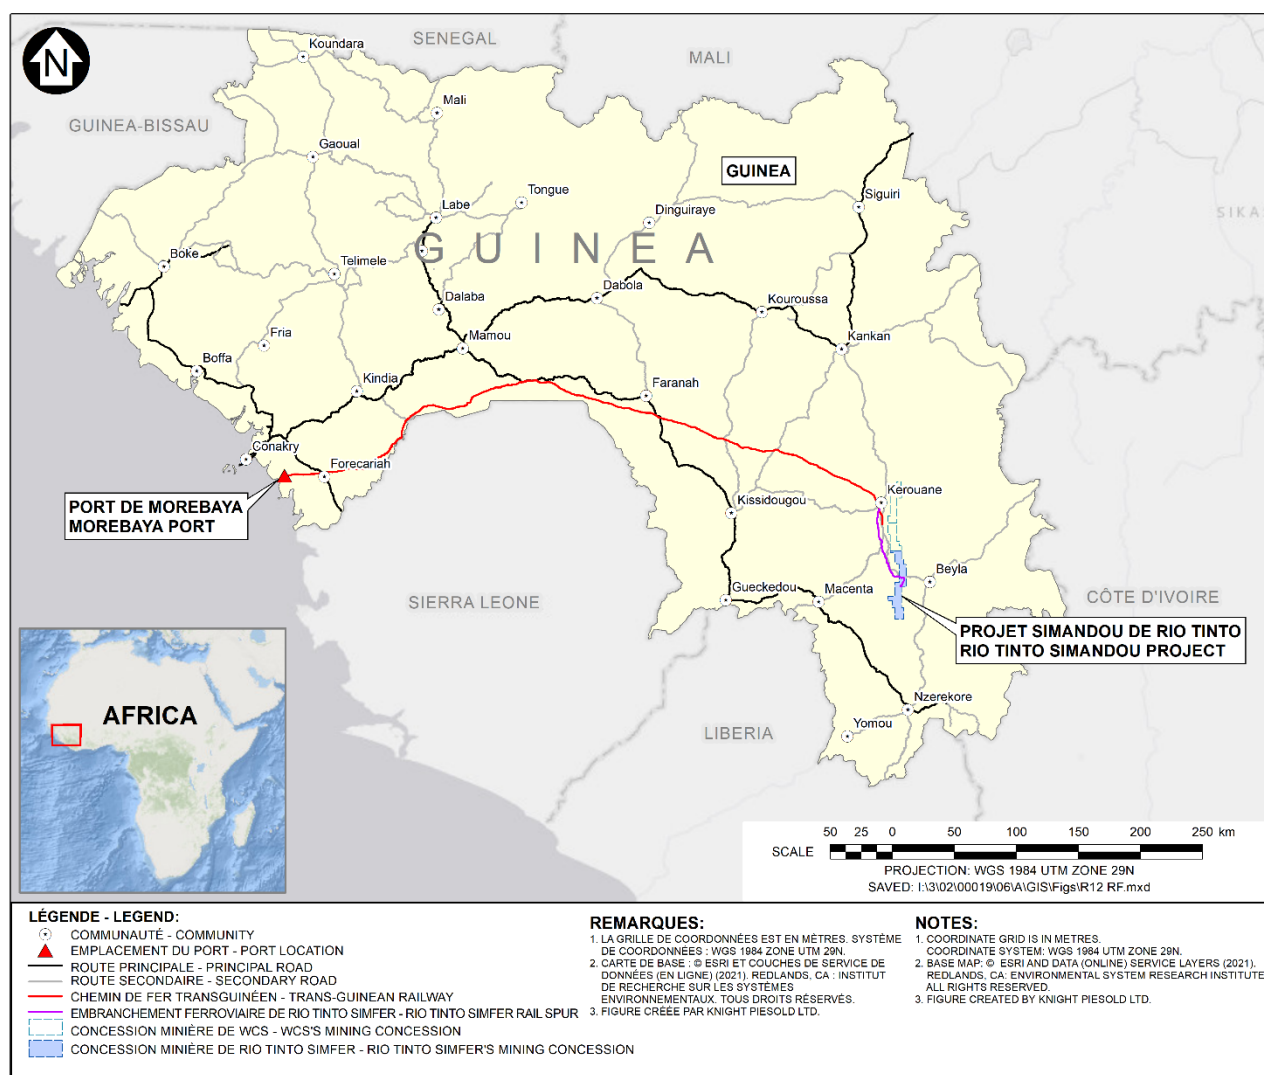 N
SENEGAL
MALI
GUINEA-BISSAU
Koundara
Mali
Gaoual
GUINEA
Tongue
Labe
Dinguiraye
Siguiri
SIKAS
GUINEA
Boke
Telimele
Dabola
Kouroussa
Dalaba
Fria
Mamou
Kankan
Boffa
Kindia
Faranah
Conakry
Forecariah
PORT DE MOREBAYA
MOREBAYA PORT
Kissidougou
Kerouane
Beyla
Gueckedou
Macenta
SIERRA LEONE
CÔTE D'IVOIRE
PROJET SIMANDOU DE RIO TINTO
RIO TINTO SIMANDOU PROJECT
Nzerekore
Yomou
LIBERIA
AFRICA
50 25 0 50 100 150 200 250 km
SCALE
PROJECTION: WGS 1984 UTM ZONE 29N
SAVED: I:\3\02\00019\06\A\GIS\Figs\R12 RF.mxd
LÉGENDE - LEGEND:
COMMUNAUTÉ - COMMUNITY
EMPLACEMENT DU PORT - PORT LOCATION
ROUTE PRINCIPALE - PRINCIPAL ROAD
ROUTE SECONDAIRE - SECONDARY ROAD
CHEMIN DE FER TRANSGUINÉEN - TRANS-GUINEAN RAILWAY
EMBRANCHEMENT FERROVIAIRE DE RIO TINTO SIMFER - RIO TINTO SIMFER RAIL SPUR
CONCESSION MINIÈRE DE WCS - WCS'S MINING CONCESSION
CONCESSION MINIÈRE DE RIO TINTO SIMFER - RIO TINTO SIMFER'S MINING CONCESSION
REMARQUES:
1. LA GRILLE DE COORDONNÉES EST EN MÈTRES. SYSTÈME
DE COORDONNÉES : WGS 1984 ZONE UTM 29N.
2. CARTE DE BASE : © ESRI ET COUCHES DE SERVICE DE
DONNÉES (EN LIGNE) (2021). REDLANDS, CA : INSTITUT
DE RECHERCHE SUR LES SYSTÈMES
ENVIRONNEMENTAUX. TOUS DROITS RÉSERVÉS.
3. FIGURE CRÉÉE PAR KNIGHT PIESOLD LTD.
NOTES:
1. COORDINATE GRID IS IN METRES.
COORDINATE SYSTEM: WGS 1984 UTM ZONE 29N.
2. BASE MAP: © ESRI AND DATA (ONLINE) SERVICE LAYERS (2021).
REDLANDS, CA: ENVIRONMENTAL SYSTEM RESEARCH INSTITUTE.
ALL RIGHTS RESERVED.
3. FIGURE CREATED BY KNIGHT PIESOLD LTD.